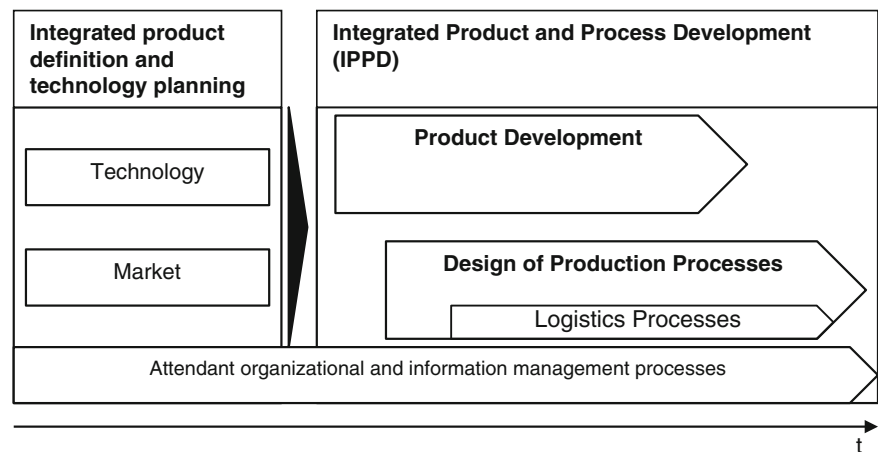 Integrated product
definition and
technology planning
Integrated Product and Process Development
(IPPD)
Technology
Market
Product Development
Design of Production Processes
Logistics Processes
Attendant organizational and information management processes
t